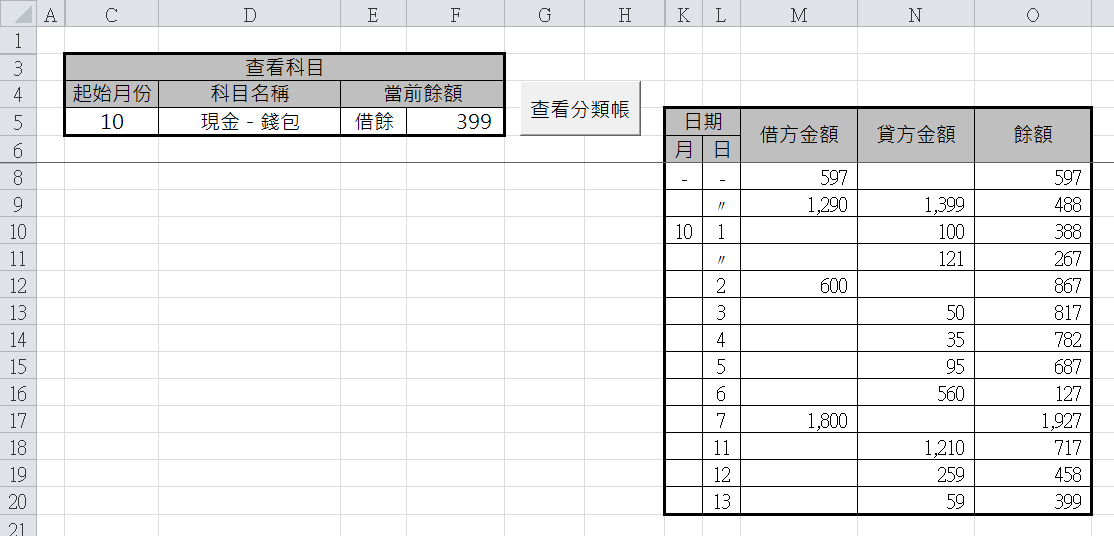 A C D E F G H K L M N O
1
3 查看科目
4 起始月份 科目名稱 當前餘額 查看分類帳
5 10 現金 - 錢包 借餘 399 日期 借方金額 貸方金額 餘額
6 月 日
8 - - 597 597
9 〃 1,290 1,399 488
10 10 1 100 388
11 〃 121 267
12 2 600 867
13 3 50 817
14 4 35 782
15 5 95 687
16 6 560 127
17 7 1,800 1,927
18 11 1,210 717
19 12 259 458
20 13 59 399
21